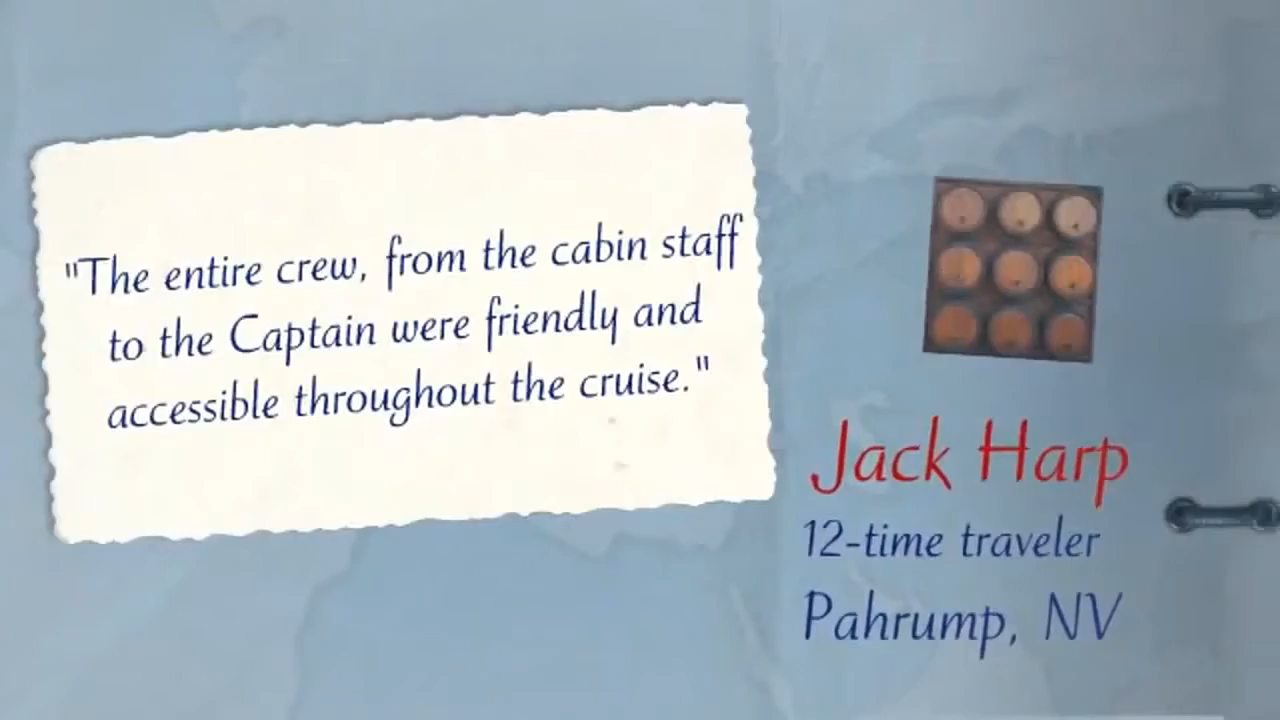 "The entire crew, from the cabin staff
to the Captain were friendly and
accessible throughout the cruise."
Jack Harp
12-time traveler
Pahrump, NV